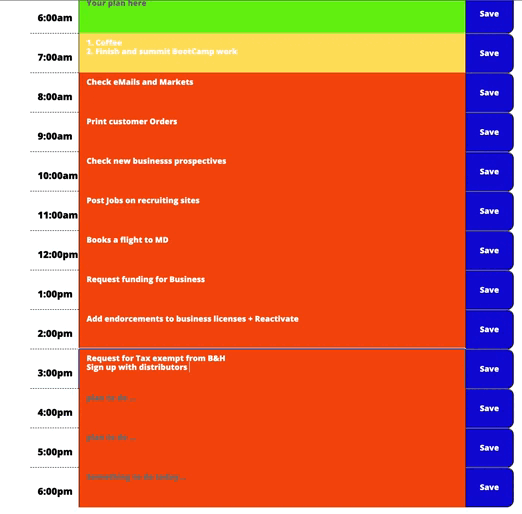 Your plan here
6:00am
Save
1. Coffee
2. Finish and summit BootCamp work
7:00am
Save
Check eMails and Markets
8:00am
Save
Print customer Orders
9:00am
Save
Check new businesss prospectives
10:00am
Save
Post Jobs on recruiting sites
11:00am
Save
Books a flight to MD
12:00pm
Save
Request funding for Business
1:00pm
Save
Add endorcements to business licenses + Reactivate
2:00pm
Save
Request for Tax exempt from B&H
Sign up with distributors
3:00pm
Save
plan to do ...
4:00pm
Save
plan to do ...
5:00pm
Save
to do today ...
6:00pm
Save